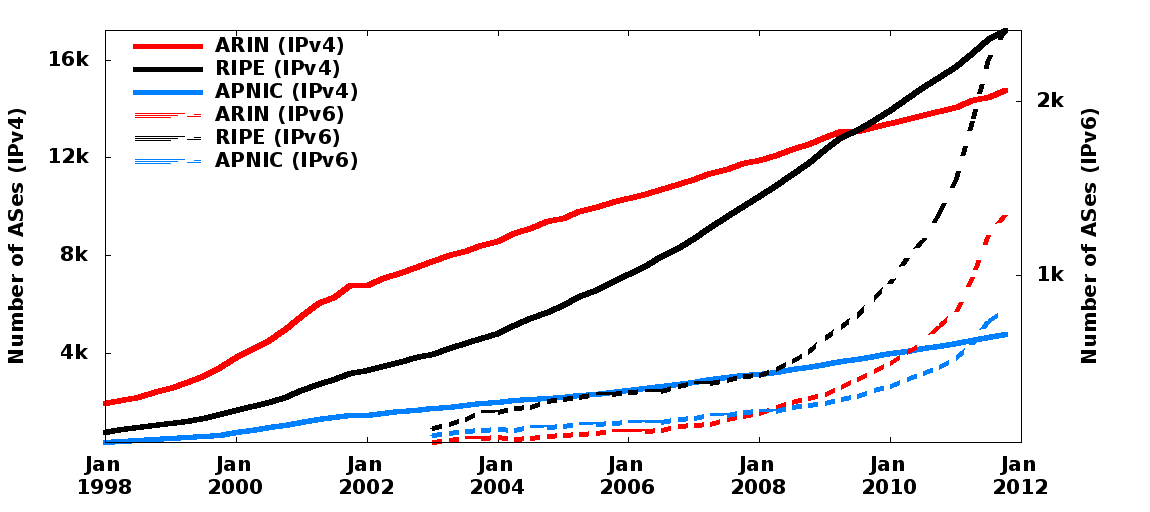 ARIN (IPv4)
RIPE (IPv4)
APNIC (IPv4)
ARIN (IPv6)
RIPE (IPv6)
APNIC (IPv6)
Number of ASes (IPv4)
16k
12k
8k
4k
Number of ASes (IPv6)
2k
1k
Jan
1998
Jan
2000
Jan
2002
Jan
2004
Jan
2006
Jan
2008
Jan
2010
Jan
2012